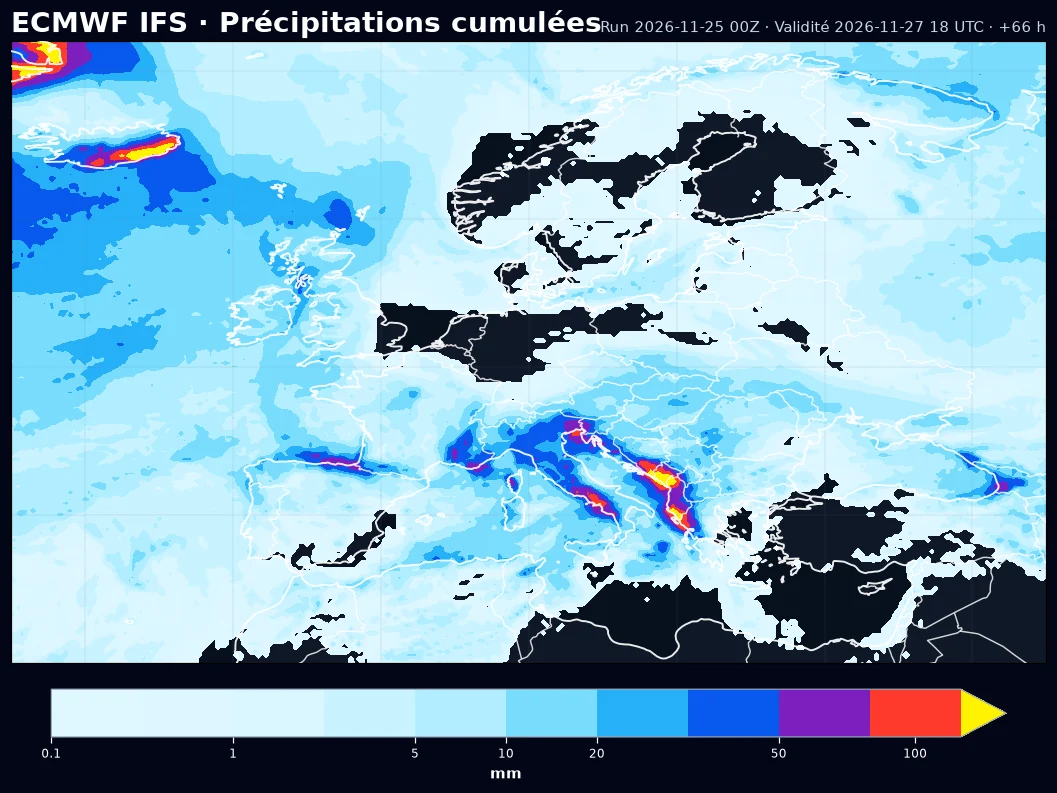 ECMWF IFS · Précipitations cumulées
Run 2026-11-25 00Z · Validité 2026-11-27 18 UTC · +66 h
0.1 1 5 10 20 50 100
mm